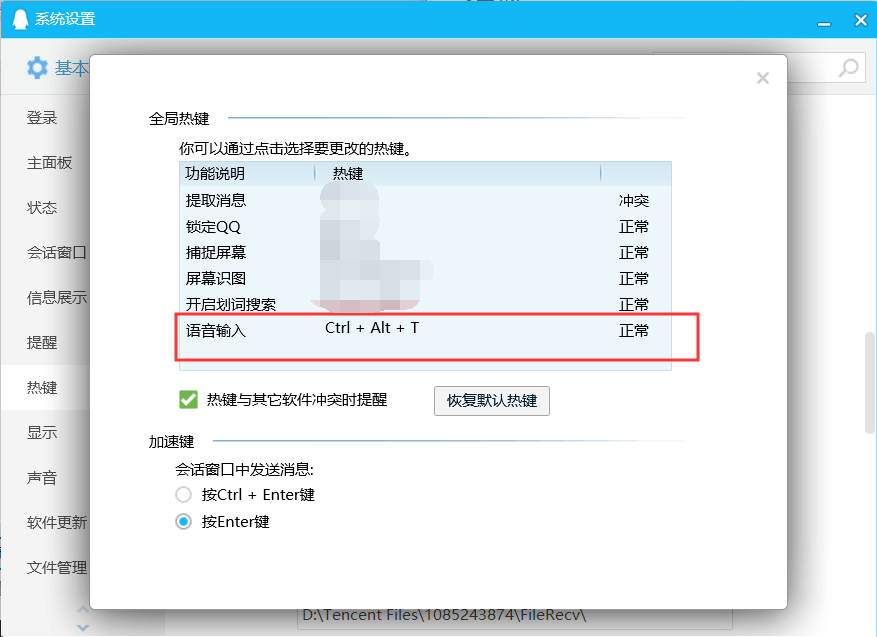 系统设置
基本
登录
主面板
状态
会话窗口
信息展示
提醒
热键
显示
声音
软件更新
文件管理
全局热键
你可以通过点击选择要更改的热键。
功能说明 热键
提取消息 冲突
锁定QQ 正常
捕捉屏幕 正常
屏幕识图 正常
开启划词搜索 正常
语音输入 Ctrl + Alt + T 正常
热键与其它软件冲突时提醒 恢复默认热键
加速键
会话窗口中发送消息:
按Ctrl + Enter键
按Enter键
D:\Tencent Files\1085243874\FileRecv\